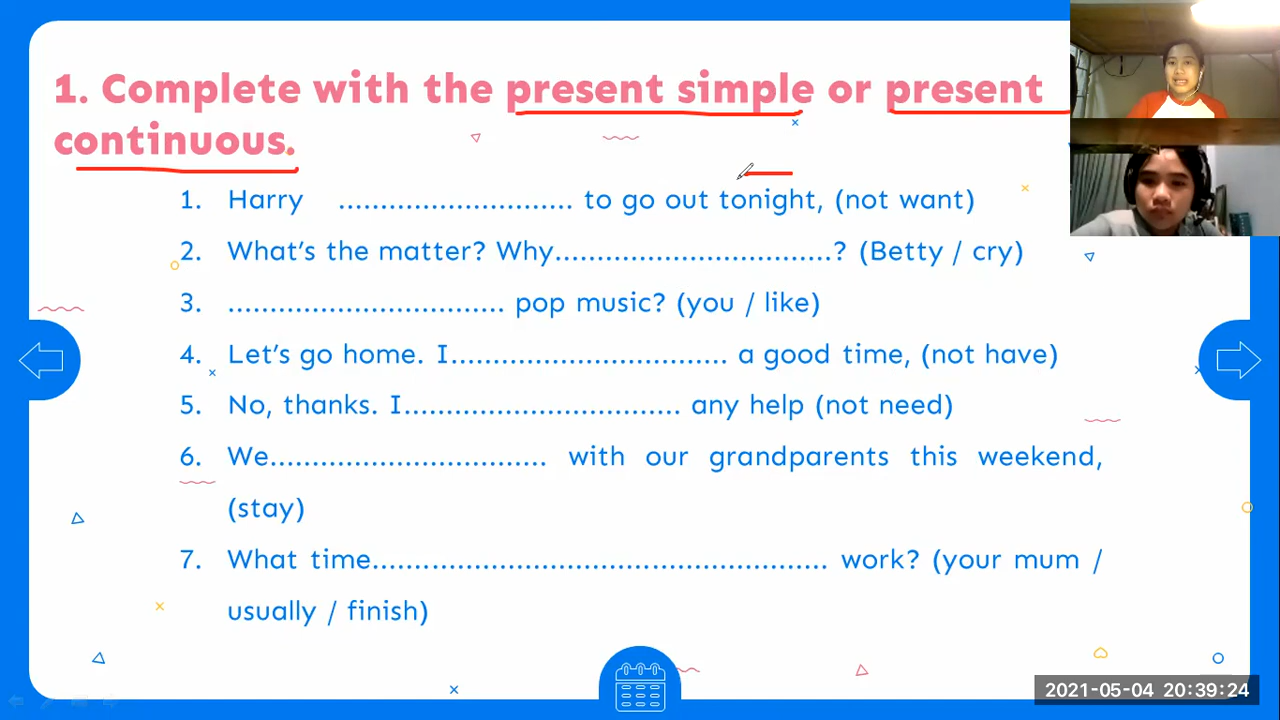 1. Complete with the present simple or present
continuous.
1. Harry ............................ to go out tonight, (not want)
2. What's the matter? Why.................................? (Betty / cry)
3. ................................. pop music? (you / like)
4. Let's go home. I................................. a good time, (not have)
5. No, thanks. I................................. any help (not need)
6. We................................. with our grandparents this weekend,
(stay)
7. What time...................................................... work? (your mum /
usually / finish)
2021-05-04 20:39:24